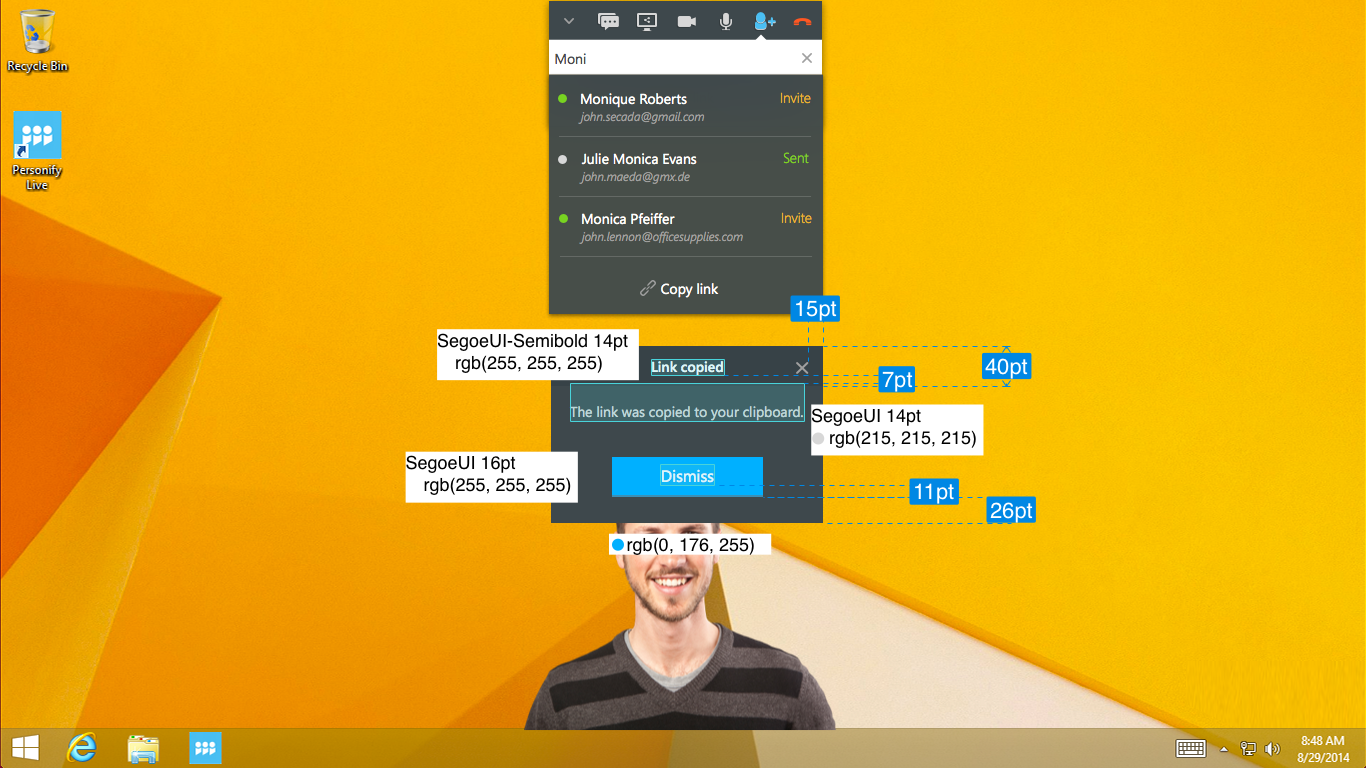 Recycle Bin
Personify
Live
Moni
Monique Roberts
Invite
john.secada@gmail.com
Julie Monica Evans
Sent
john.maeda@gmx.de
Monica Pfeiffer
Invite
john.lennon@officesupplies.com
Copy link
15pt
SegoeUI-Semibold 14pt
rgb(255, 255, 255)
Link copied
40pt
7pt
The link was copied to your clipboard.
SegoeUI 14pt
rgb(215, 215, 215)
SegoeUI 16pt
rgb(255, 255, 255)
Dismiss
11pt
26pt
rgb(0, 176, 255)
8:48 AM
8/29/2014